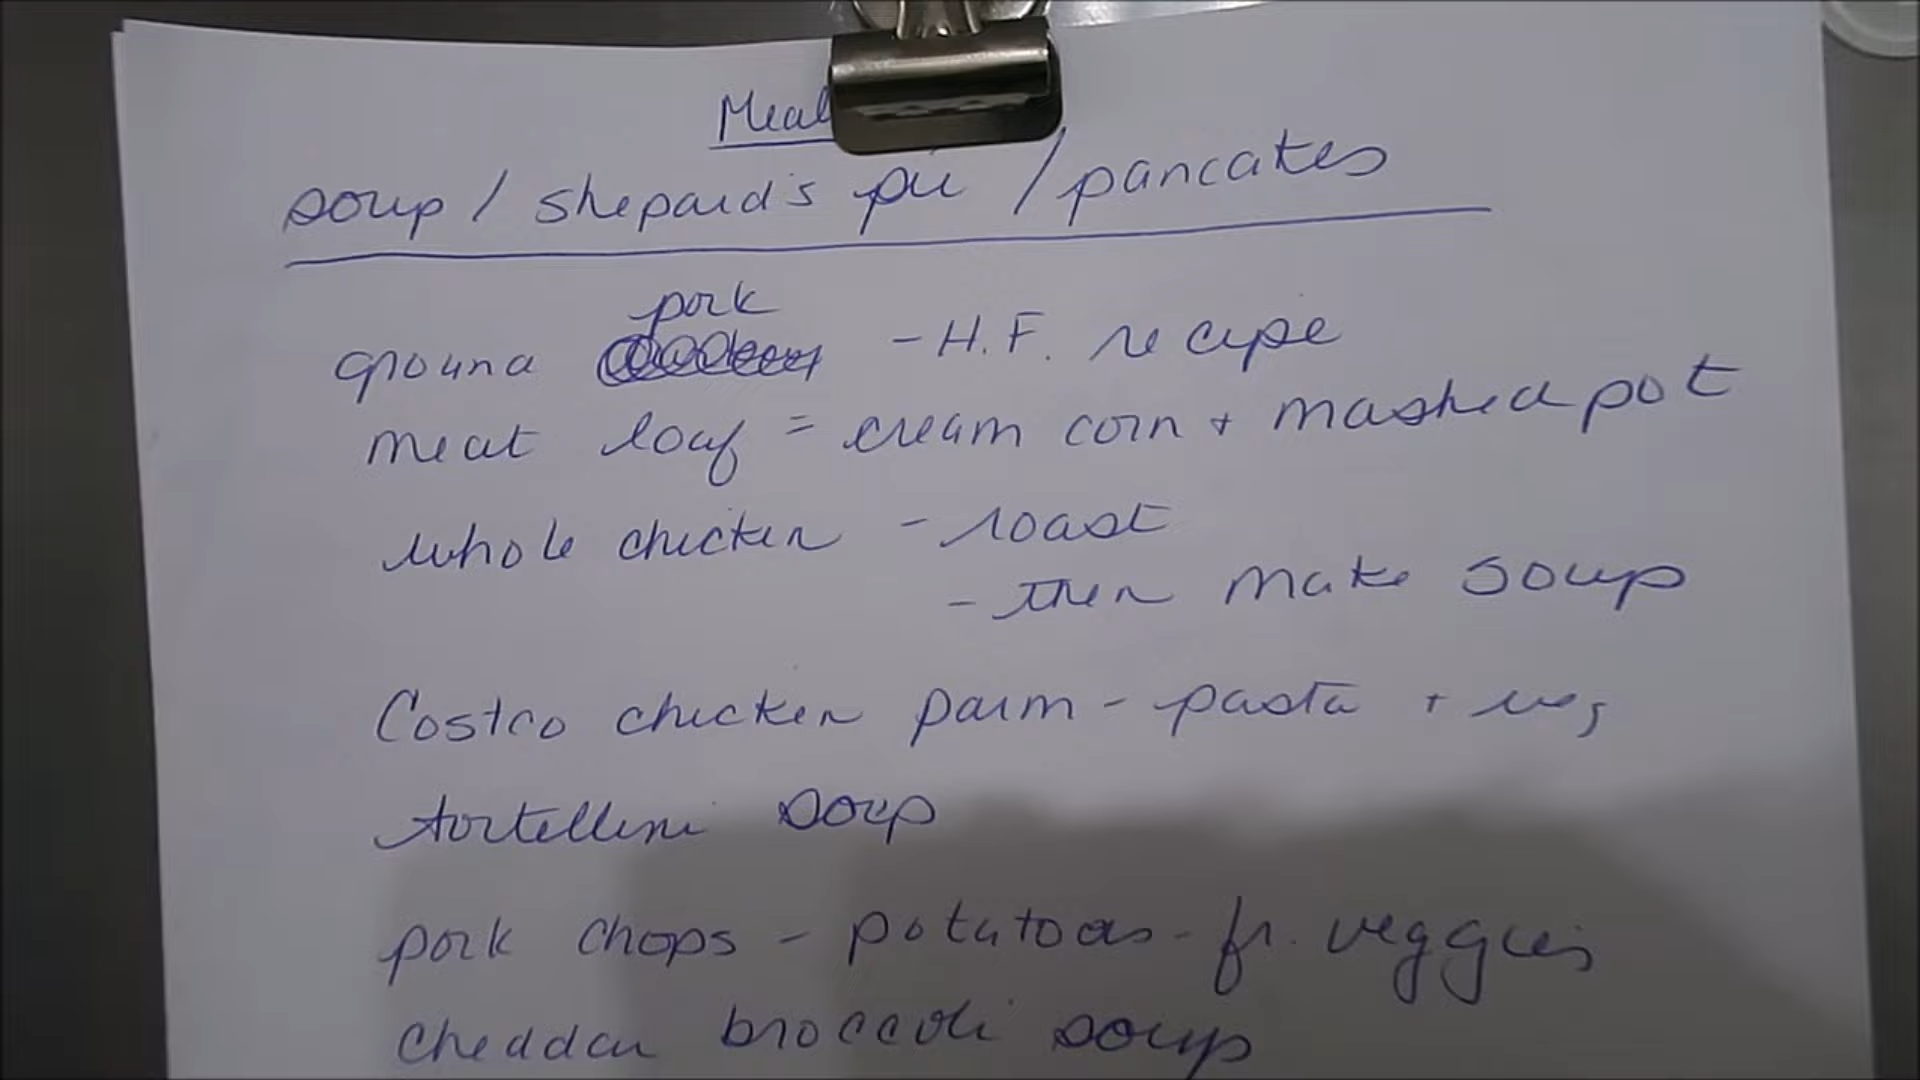 Meal
soup / shepard's pie / pancakes
pork
ground - H.F. recipe
meat loaf = cream corn + mashed pot
whole chicken - roast
- then make soup
Costco chicken parm - pasta + veg
tortellini soup
pork chops - potatoes - fr. veggies
cheddar broccoli soup